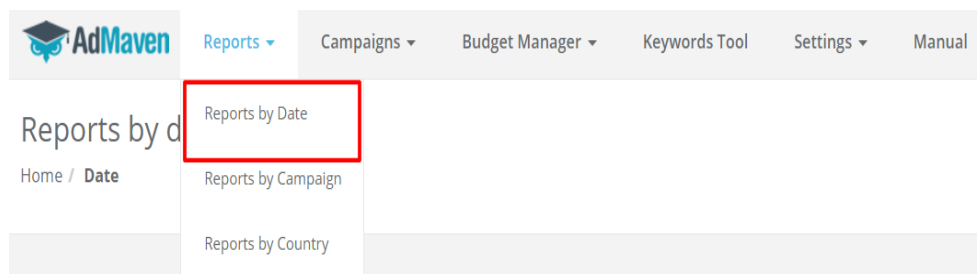 AdMaven Reports Campaigns Budget Manager Keywords Tool Settings Manual
Reports by Date
Reports by d
Home / Date
Reports by Campaign
Reports by Country